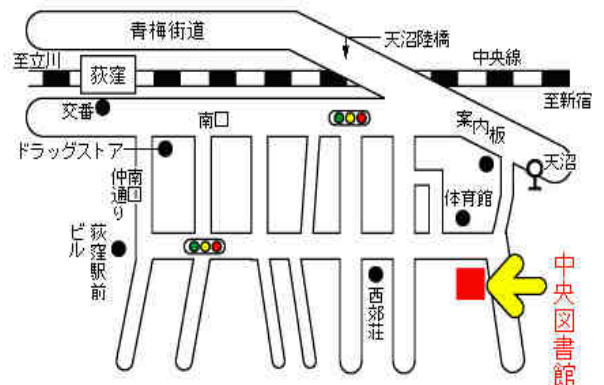 青梅街道
天沼陸橋
中央線
至立川
荻窪
至新宿
交番
南口
案内板
ドラッグストア
天沼
南口仲通り
体育館
荻窪駅前ビル
西郊荘
中央図書館